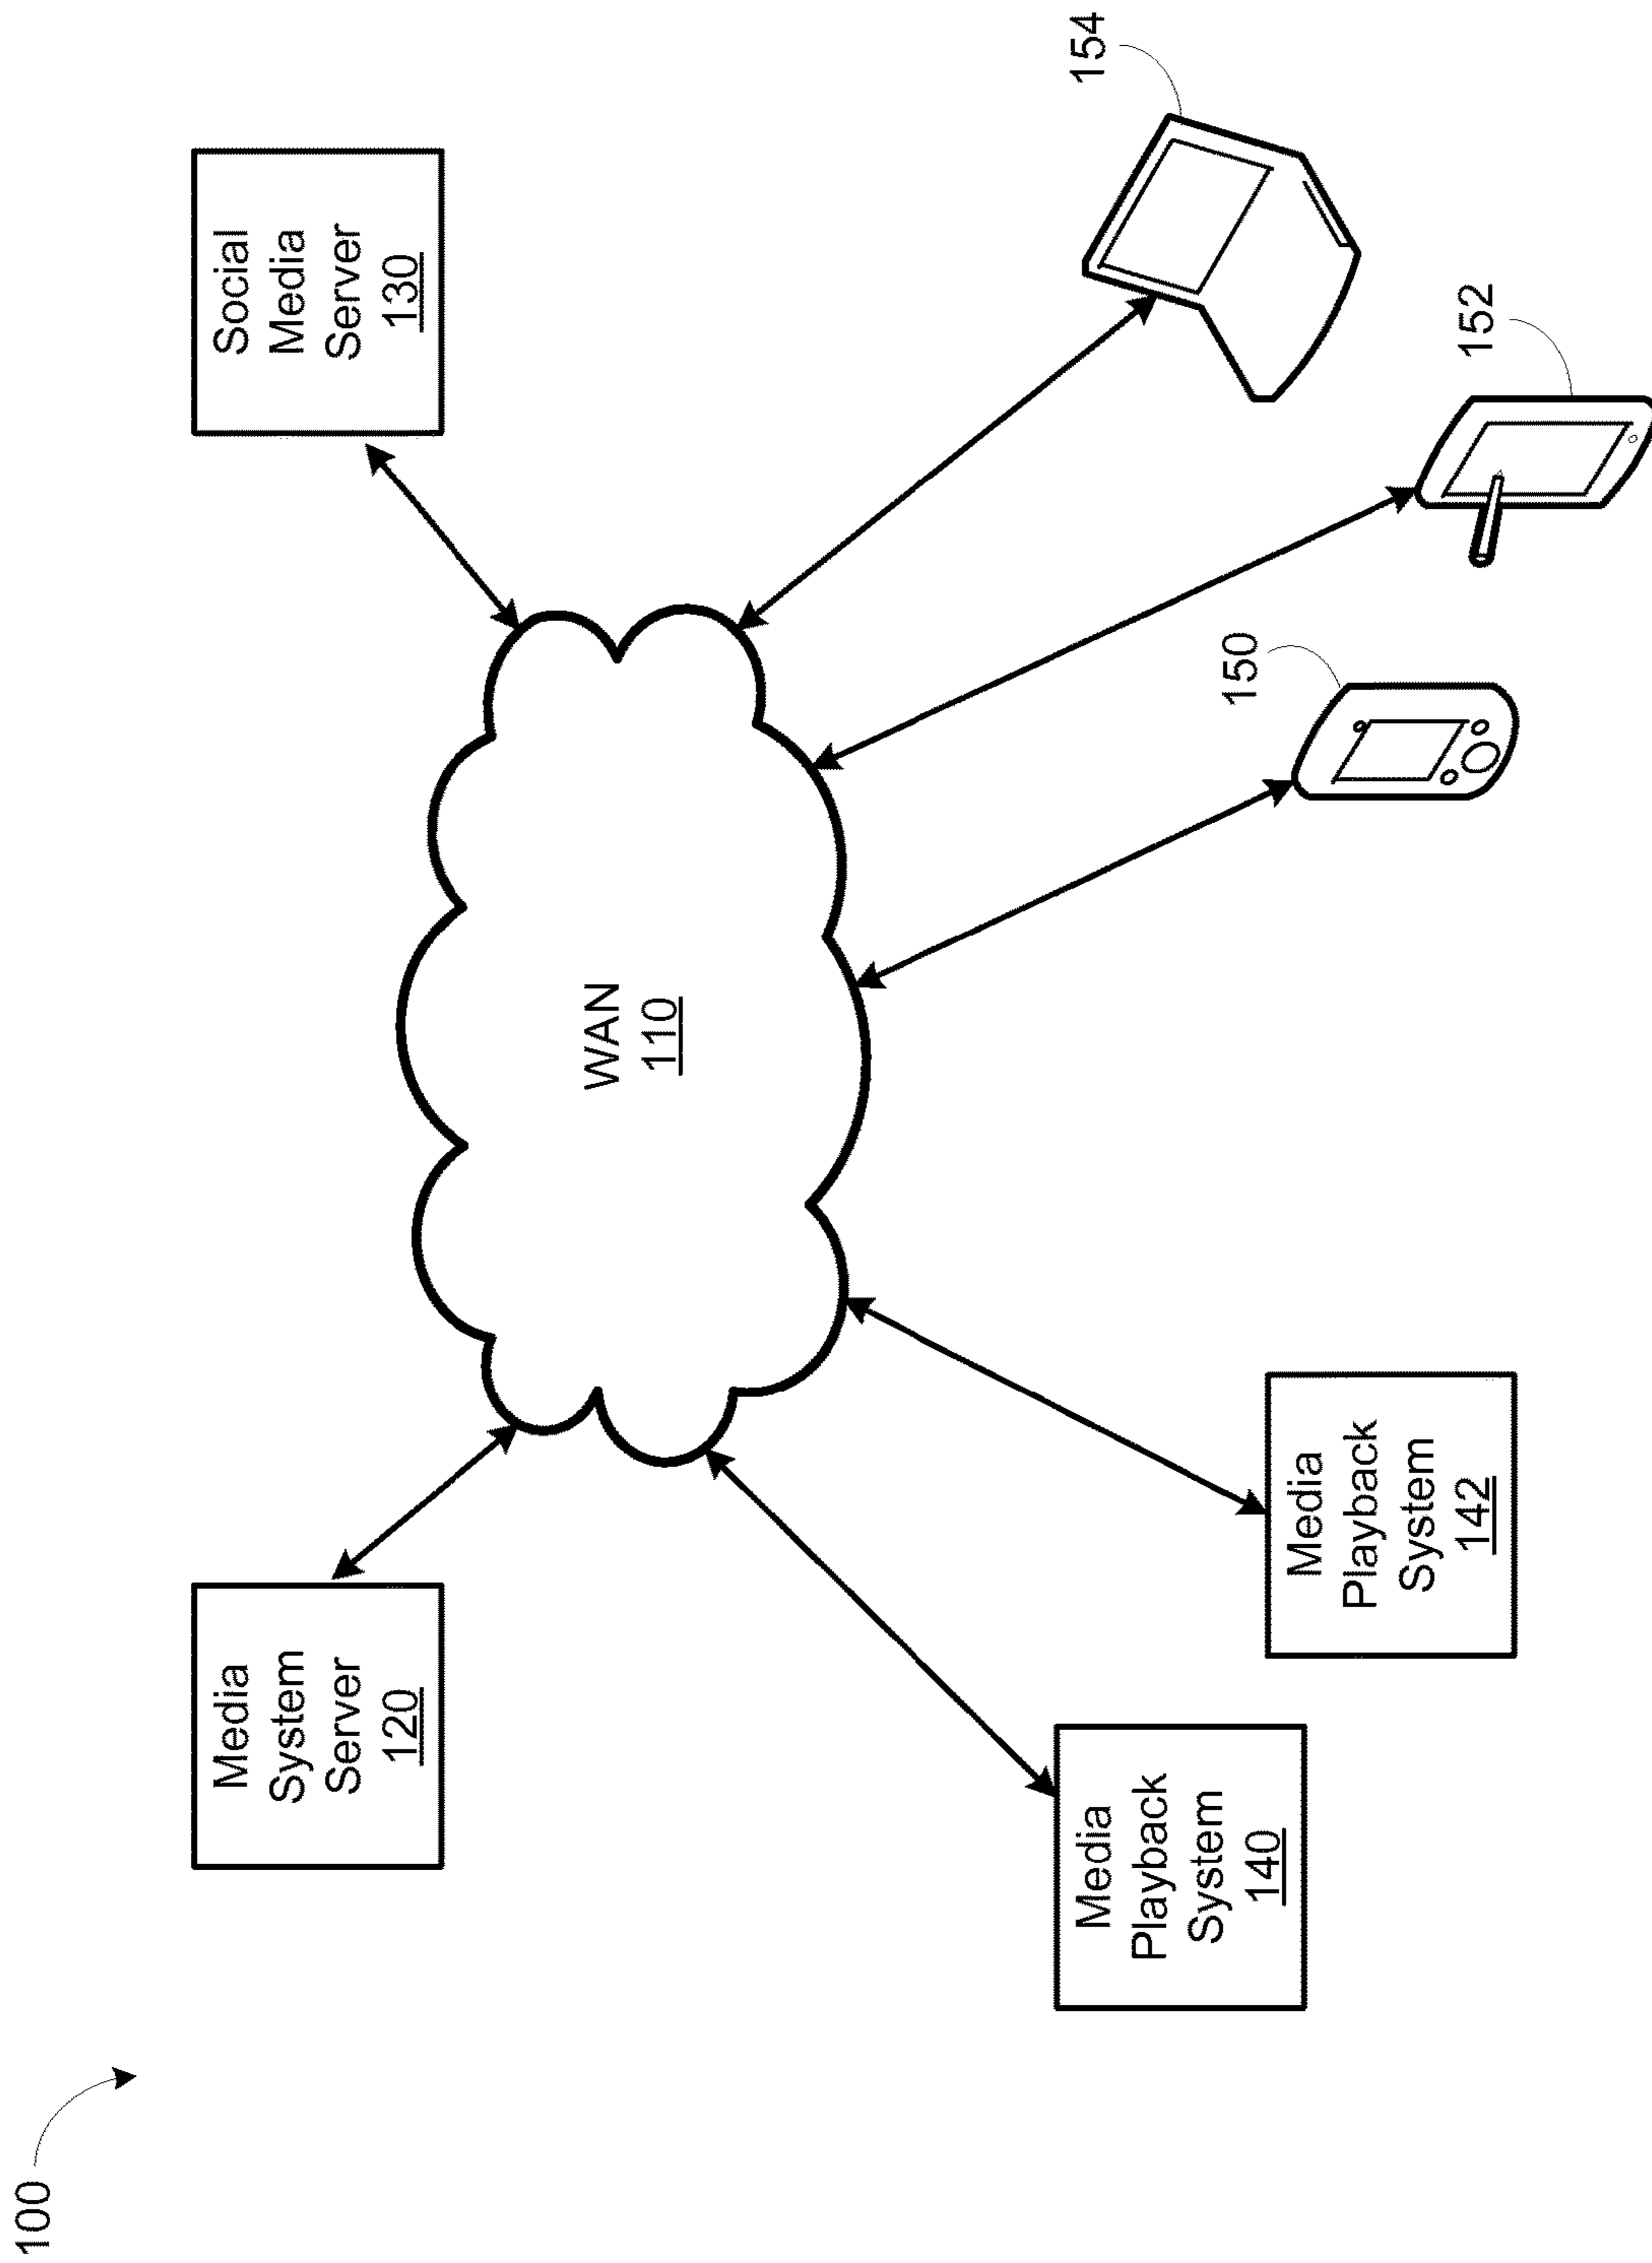 100
Media
System
Server
120
Social
Media
Server
130
WAN
110
Media
Playback
System
140
Media
Playback
System
142
150
152
154